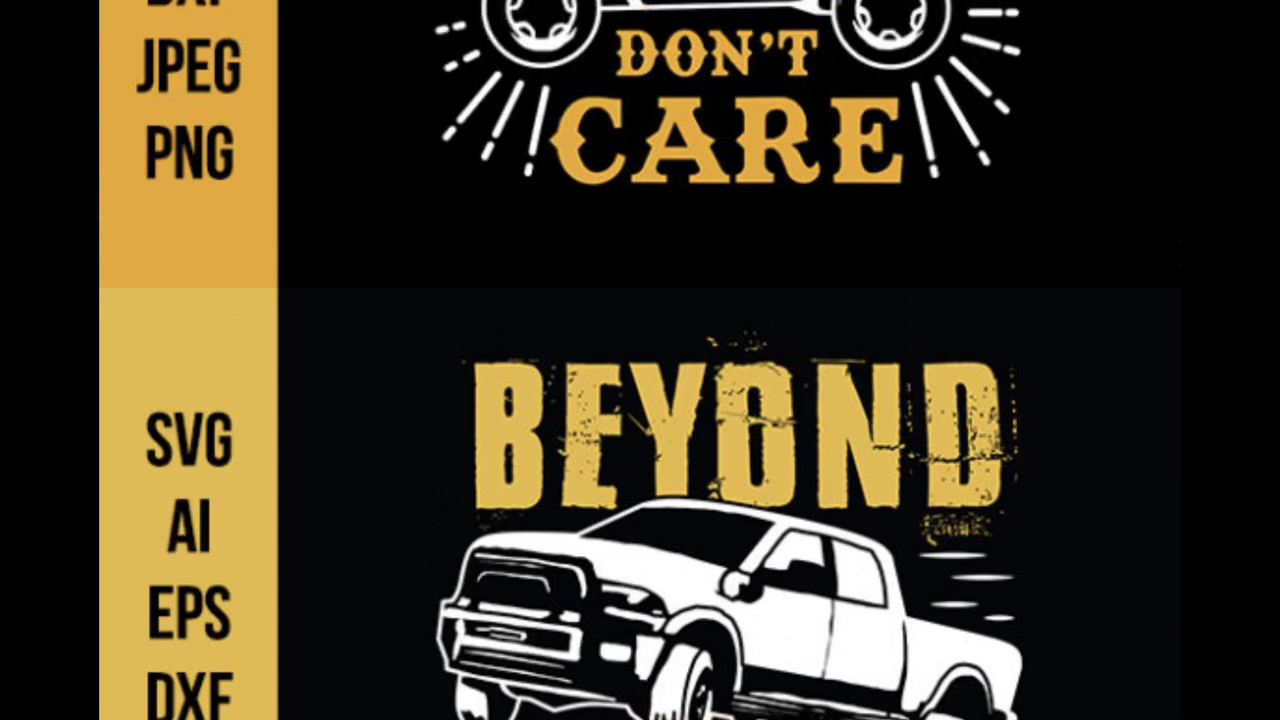 JPEG
PNG
DON'T
CARE
SVG
AI
EPS
DXF
BEYOND